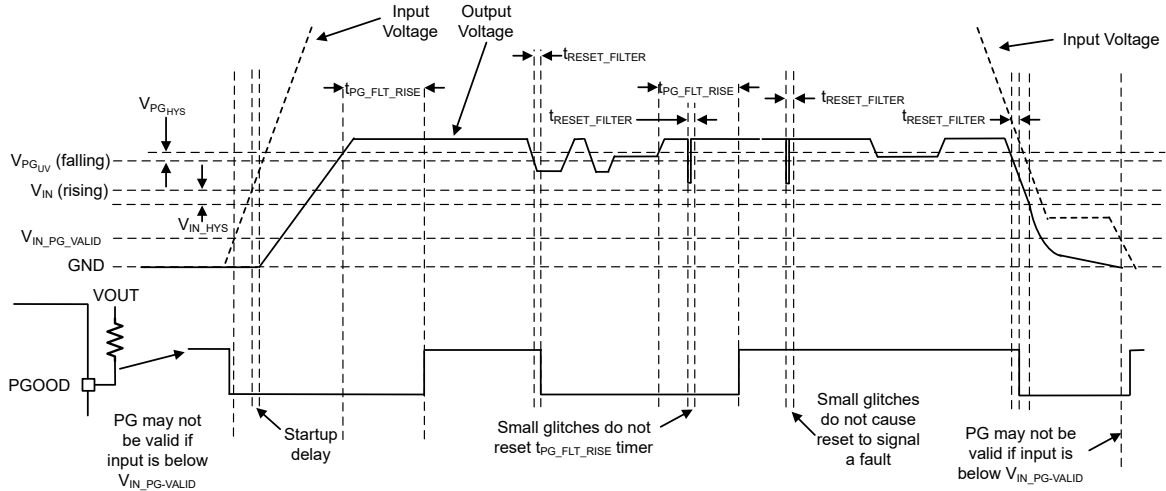 Input
Voltage
Output
Voltage
Input Voltage
tRESET_FILTER
tPG_FLT_RISE
tPG_FLT_RISE
tRESET_FILTER
tRESET_FILTER
tRESET_FILTER
VPGHYS
VPGUV (falling)
VIN (rising)
VIN_HYS
VIN_PG_VALID
GND
VOUT
PGOOD
PG may not
be valid if
input is below
VIN_PG-VALID
Startup
delay
Small glitches do not
reset tPG_FLT_RISE timer
Small glitches
do not cause
reset to signal
a fault
PG may not be
valid if input is
below VIN_PG-VALID